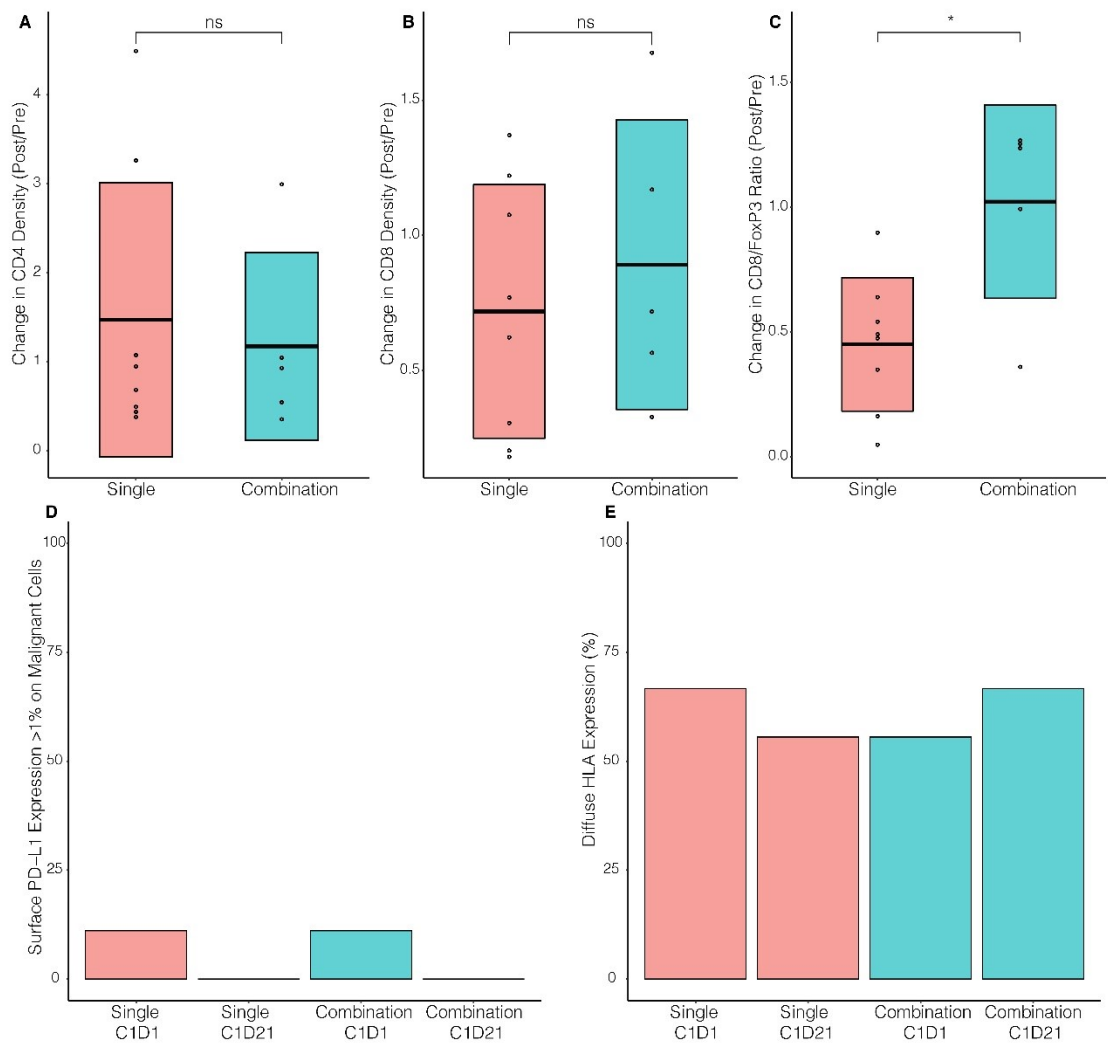 A
ns
Change in CD4 Density (Post/Pre)
4
3
2
1
0
Single
Combination
B
ns
Change in CD8 Density (Post/Pre)
1.5
1.0
0.5
Single
Combination
C
*
Change in CD8/FoxP3 Ratio (Post/Pre)
1.5
1.0
0.5
0.0
Single
Combination
D
Surface PD–L1 Expression >1% on Malignant Cells
100
75
50
25
0
Single
C1D1
Single
C1D21
Combination
C1D1
Combination
C1D21
E
Diffuse HLA Expression (%)
100
75
50
25
0
Single
C1D1
Single
C1D21
Combination
C1D1
Combination
C1D21